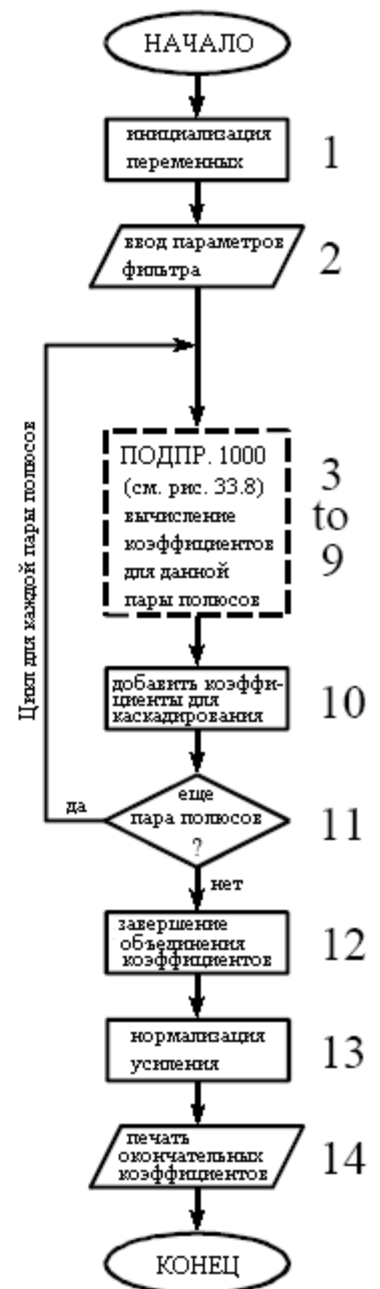 НАЧАЛО
инициализация
переменных
1
ввод параметров
фильтра
2
Цикл для каждой пары полюсов
ПОДПР. 1000
(см. рис. 33.8)
вычисление
коэффициентов
для данной
пары полюсов
3
to
9
добавить коэффи-
циенты для
каскадирования
10
еще
пара полюсов
?
11
да
нет
завершение
объединения
коэффициентов
12
нормализация
усиления
13
печать
окончательных
коэффициентов
14
КОНЕЦ